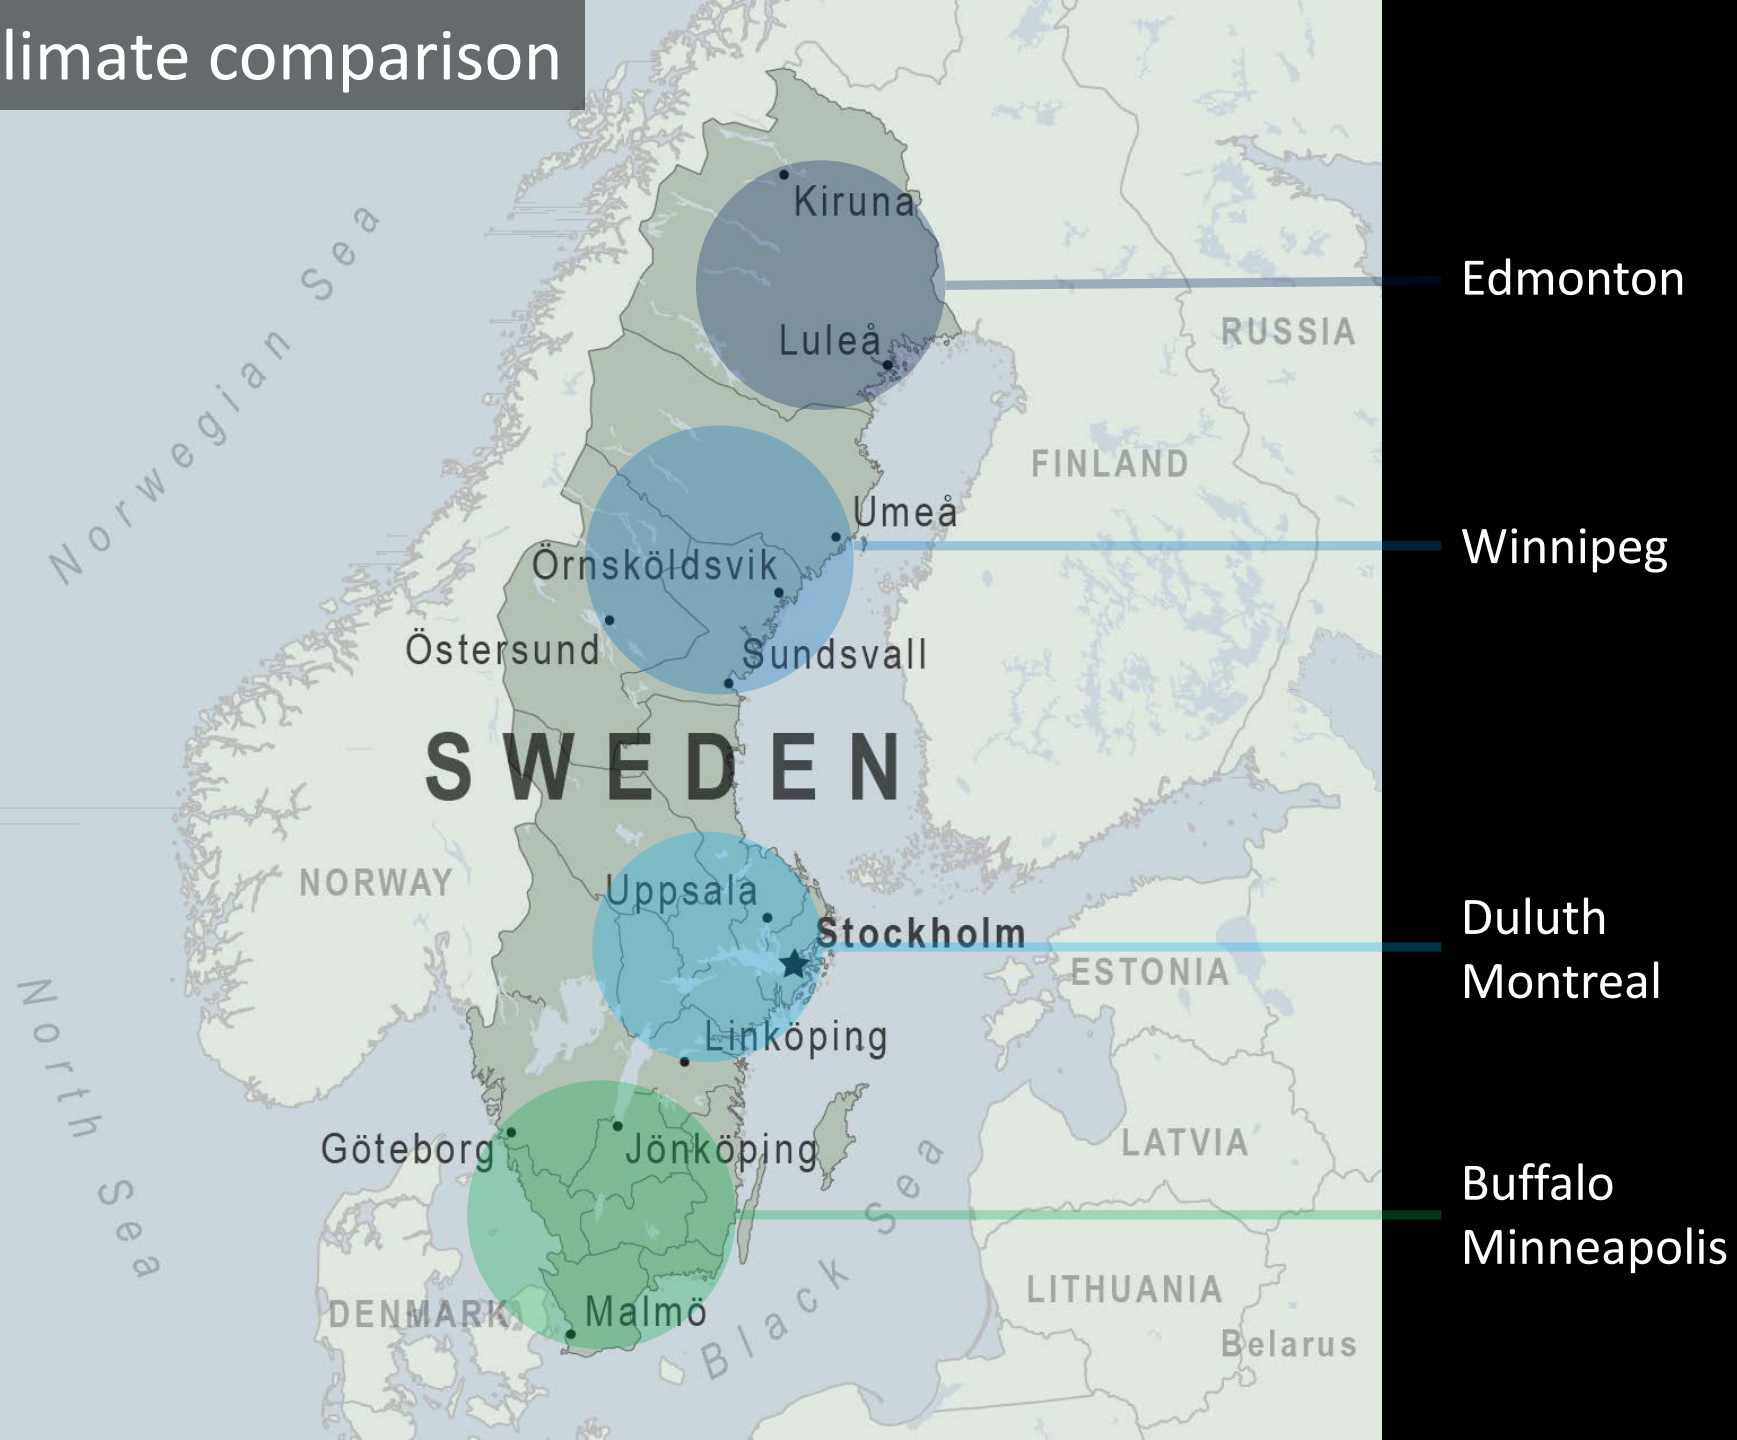 limate comparison
Kiruna
Edmonton
Norwegian Sea
Luleå
RUSSIA
FINLAND
Umeå
Winnipeg
Örnsköldsvik
Östersund
Sundsvall
SWEDEN
NORWAY
Uppsala
Stockholm
Duluth
Montreal
ESTONIA
North Sea
Linköping
Göteborg
Jönköping
LATVIA
Black Sea
Buffalo
Minneapolis
LITHUANIA
DENMARK
Malmö
Belarus